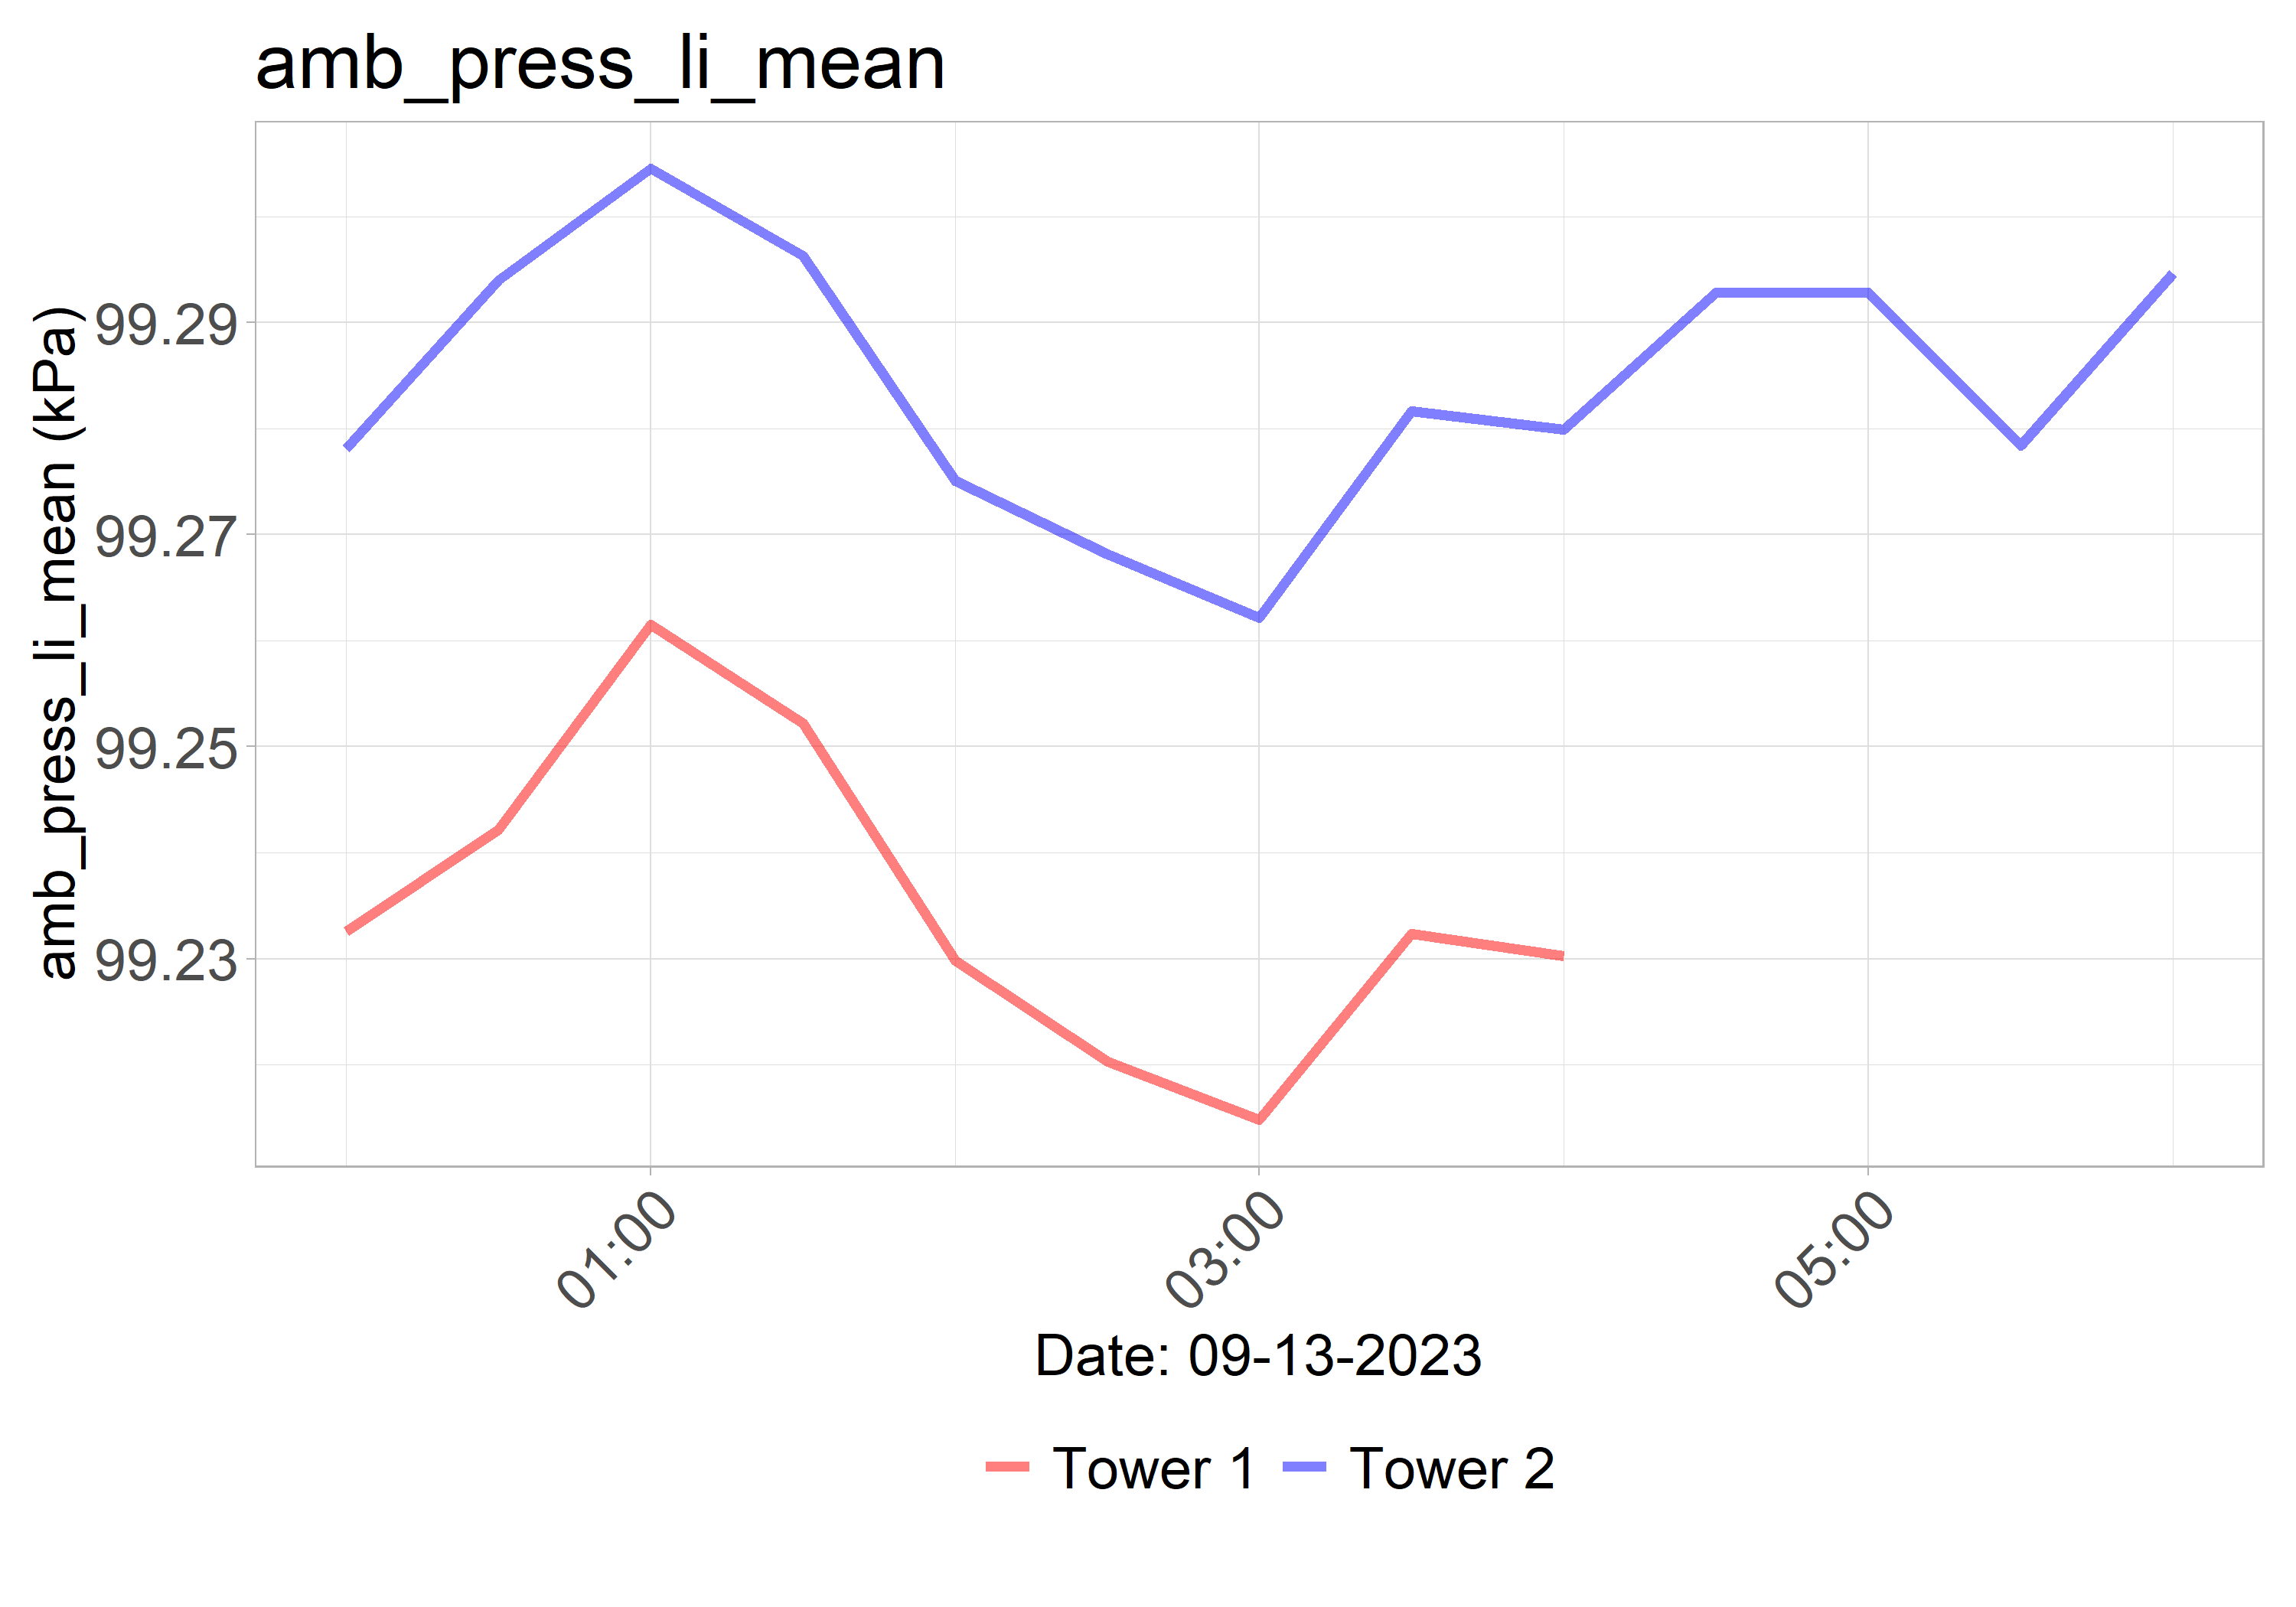 amb_press_li_mean
amb_press_li_mean (kPa)
99.29
99.27
99.25
99.23
01:00
03:00
05:00
Date: 09-13-2023
Tower 1
Tower 2